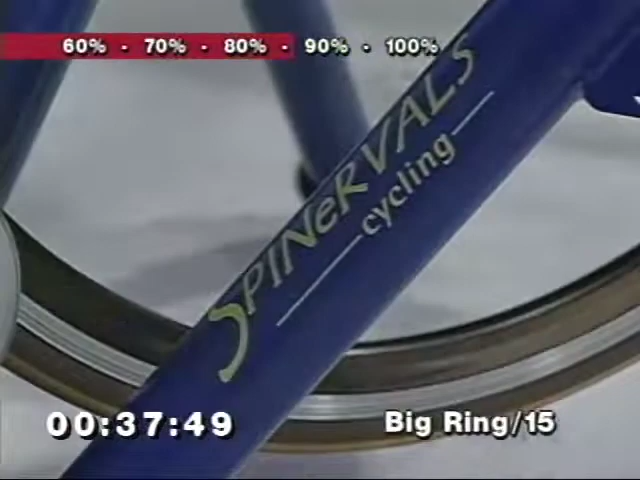 60% - 70% - 80% - 90% - 100%
SPINeRVALS
cycling
00:37:49
Big Ring/15